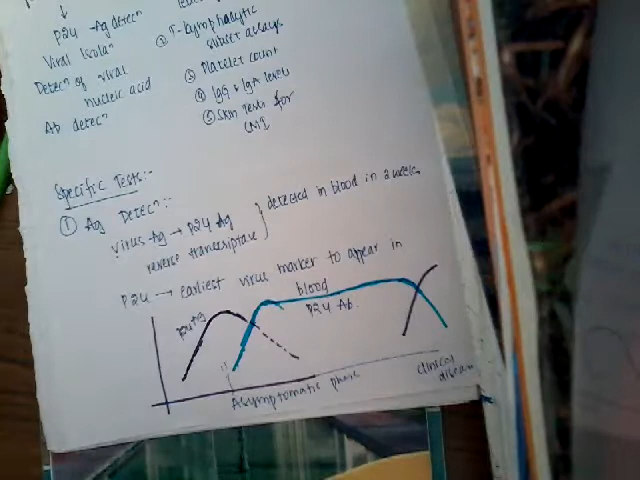 P24 - Ag detecⁿ
Viral Isolaⁿ
Detecⁿ of viral
nucleic acid
Ab detecⁿ
② T-Lymphocytic
subset assays
③ Platelet count
④ IgG & IgA levels
⑤ Skin Tests for
CMI
Specific Tests:-
① Ag Detecⁿ :-
Virus Ag → P24 Ag
reverse transcriptase
detected in blood in 2 weeks
P24 → earliest virus marker to appear in
blood
P24 Ag
P24 Ab.
Asymptomatic phase
clinical
disease